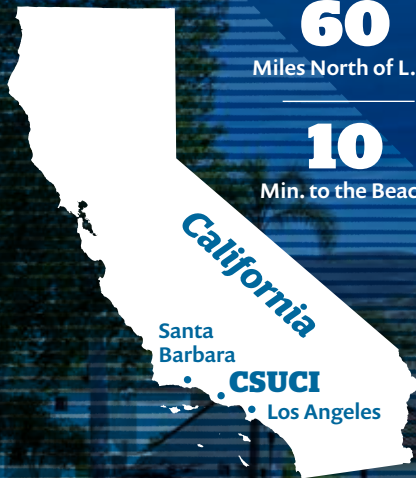 60
Miles North of L.
10
Min. to the Beac
California
Santa
Barbara
CSUCI
Los Angeles